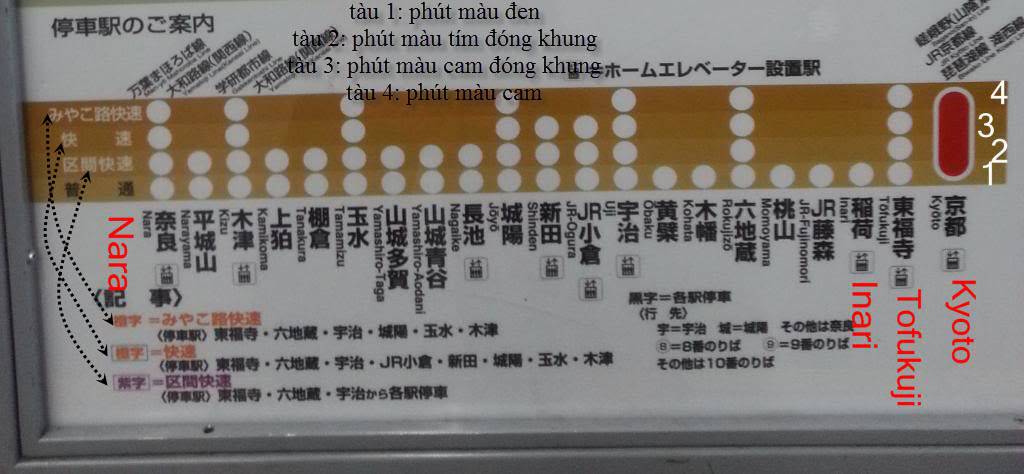 停車駅のご案内
tàu 1: phút màu đen
tàu 2: phút màu tím đóng khung
tàu 3: phút màu cam đóng khung
tàu 4: phút màu cam
万葉まほろば線
大和路線(関西線)
学研都市線
大和路線(関西線)
ホームエレベーター設置駅
嵯峨野線(山陰
JR京都線
琵琶湖線 湖西線
みやこ路快速
快速
区間快速
普通
4
3
2
1
奈良 Nara
平城山 Narayama
木津 Kizu
上狛 Kamikoma
棚倉 Tanakura
玉水 Tamamizu
山城多賀 Yamashiro-Taga
山城青谷 Yamashiro-Aodani
長池 Nagaike
城陽 Jōyō
新田 Shinden
JR小倉 JR-Ogura
宇治 Uji
黄檗 Ōbaku
木幡 Kohata
六地蔵 Rokujizō
桃山 Momoyama
JR藤森 JR-Fujinomori
稲荷 Inari
東福寺 Tōfukuji
京都 Kyōto
Nara
Inari
Tofukuji
Kyoto
〈記 事〉
橙字=みやこ路快速
〈停車駅〉東福寺・六地蔵・宇治・城陽・玉水・木津
橙字=快速
〈停車駅〉東福寺・六地蔵・宇治・JR小倉・新田・城陽・玉水・木津
紫字=区間快速
〈停車駅〉東福寺・六地蔵・宇治から各駅停車
黒字=各駅停車
〈行 先〉
宇=宇治 城=城陽 その他は奈良
⑧=8番のりば ⑨=9番のりば
その他は10番のりば